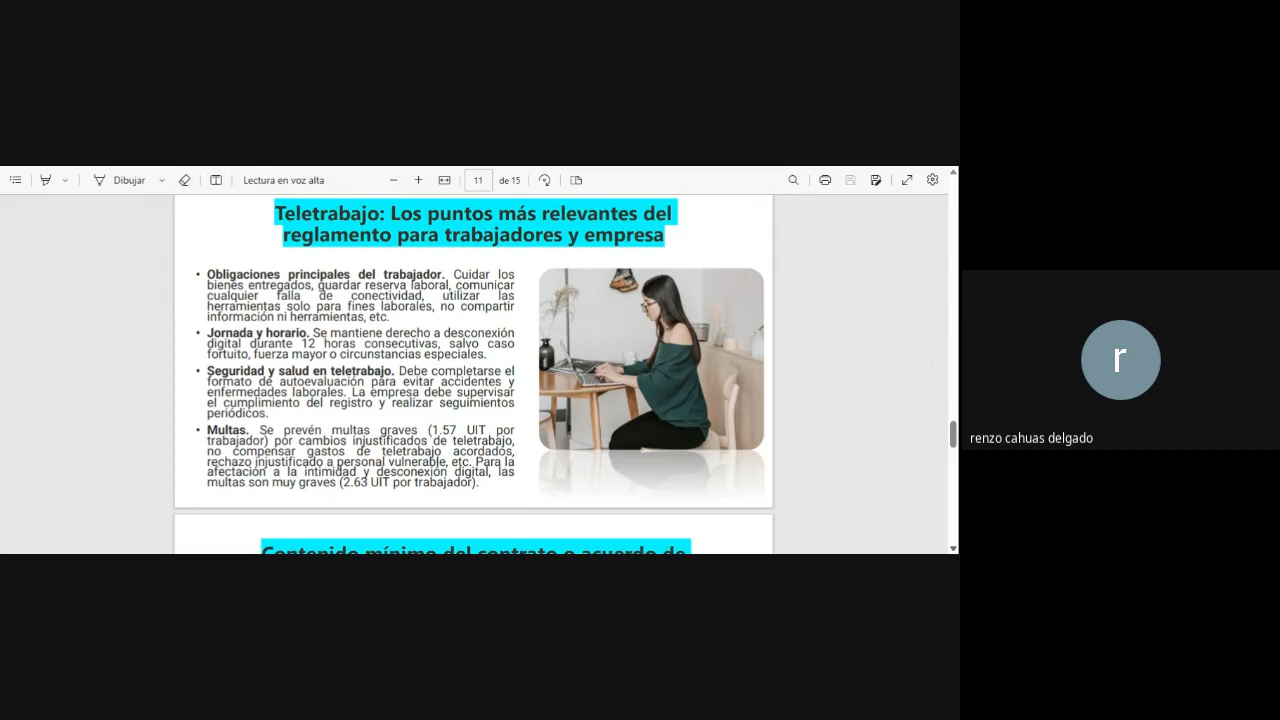 Dibujar
Lectura en voz alta
11
de 15
Teletrabajo: Los puntos más relevantes del
reglamento para trabajadores y empresa
• Obligaciones principales del trabajador. Cuidar los
bienes entregados, guardar reserva laboral, comunicar
cualquier falla de conectividad, utilizar las
herramientas solo para fines laborales, no compartir
información ni herramientas, etc.
• Jornada y horario. Se mantiene derecho a desconexión
digital durante 12 horas consecutivas, salvo caso
fortuito, fuerza mayor o circunstancias especiales.
• Seguridad y salud en teletrabajo. Debe completarse el
formato de autoevaluación para evitar accidentes y
enfermedades laborales. La empresa debe supervisar
el cumplimiento del registro y realizar seguimientos
periódicos.
• Multas. Se prevén multas graves (1.57 UIT por
trabajador) por cambios injustificados de teletrabajo,
no compensar gastos de teletrabajo acordados,
rechazo injustificado a personal vulnerable, etc. Para la
afectación a la intimidad y desconexión digital, las
multas son muy graves (2.63 UIT por trabajador).
Contenido mínimo del contrato o acuerdo de
r
renzo cahuas delgado